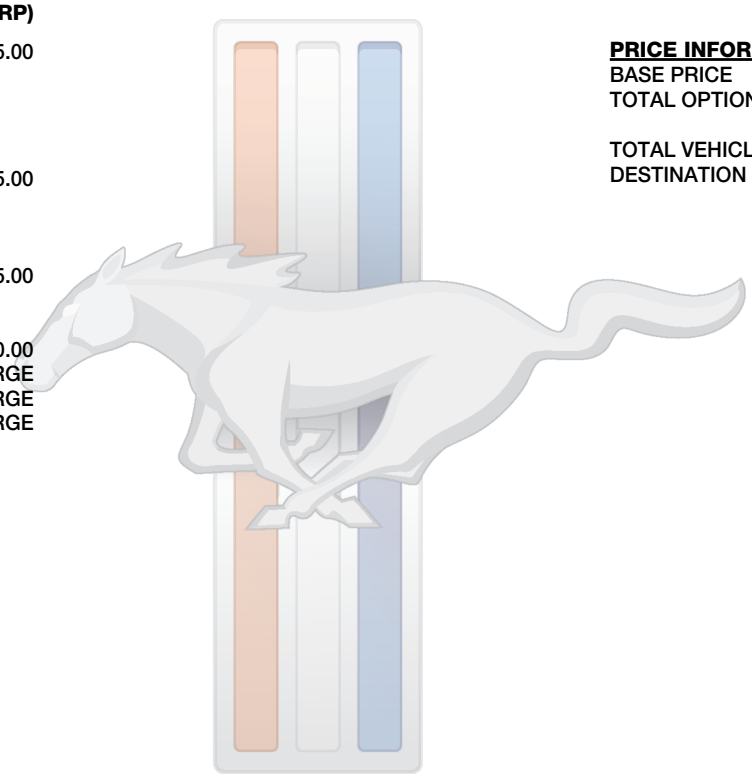 RP)
5.00
5.00
5.00
0.00
RGE
RGE
RGE
PRICE INFOR
BASE PRICE
TOTAL OPTION
TOTAL VEHICL
DESTINATION